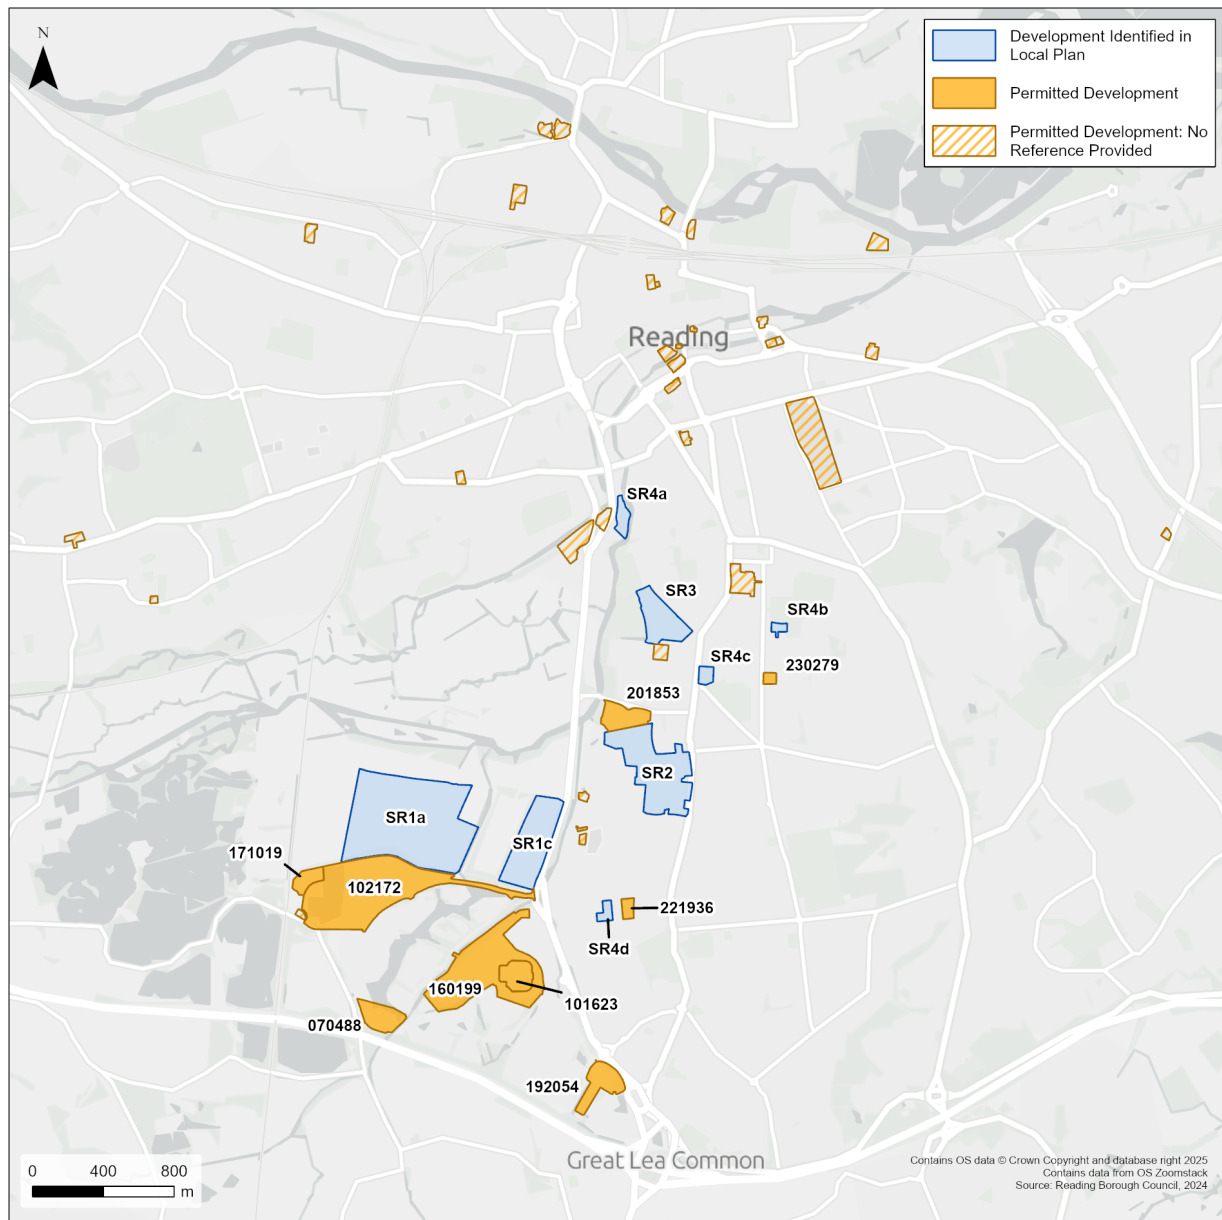 N
Development Identified in
Local Plan
Permitted Development
Permitted Development: No
Reference Provided
Reading
SR4a
SR3
SR4b
SR4c
230279
201853
SR2
SR1a
SR1c
171019
102172
221936
SR4d
160199
101623
070488
192054
Great Lea Common
0 400 800
m
Contains OS data © Crown Copyright and database right 2025
Contains data from OS Zoomstack
Source: Reading Borough Council, 2024